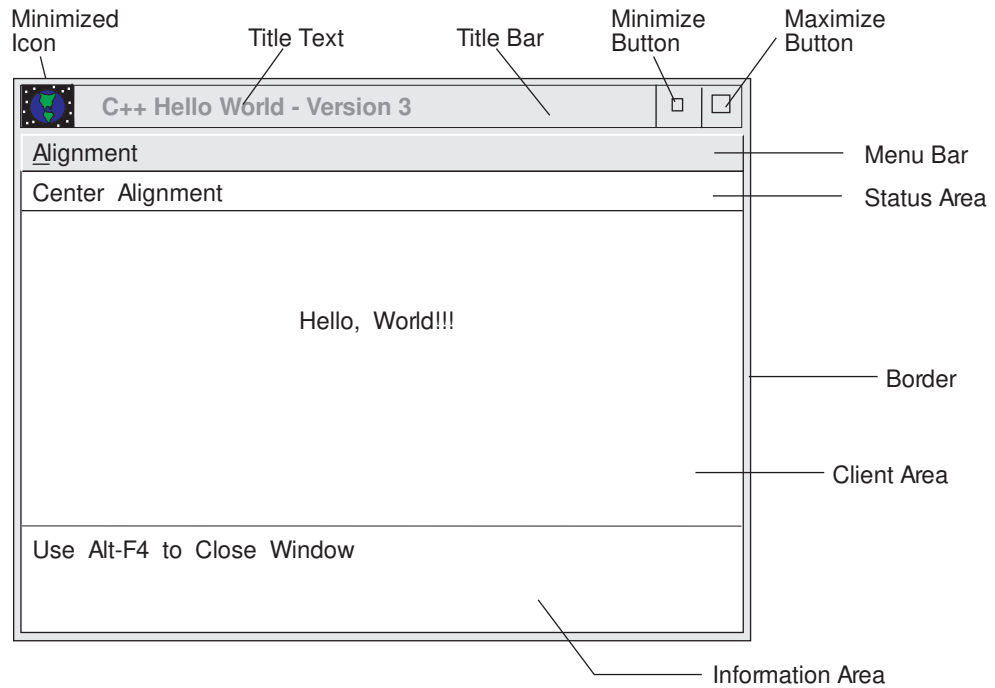 Minimized
Icon
Title Text
Title Bar
Minimize
Button
Maximize
Button
C++ Hello World - Version 3
Alignment
Menu Bar
Center Alignment
Status Area
Hello, World!!!
Border
Client Area
Use Alt-F4 to Close Window
Information Area